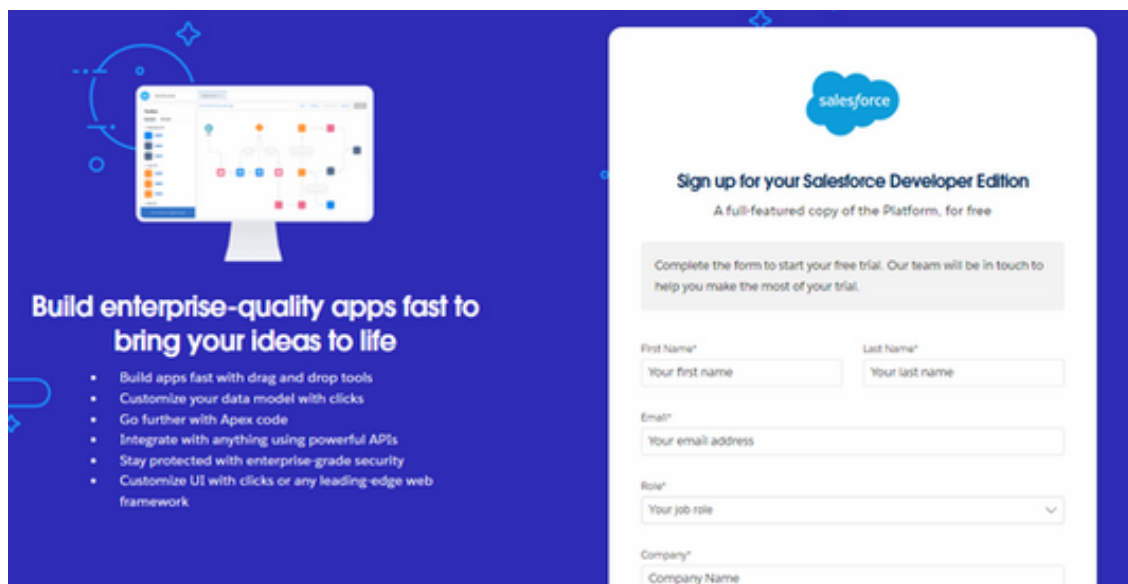 Build enterprise-quality apps fast to
bring your ideas to life
Build apps fast with drag and drop tools
Customize your data model with clicks
Go further with Apex code
Integrate with anything using powerful APIs
Stay protected with enterprise-grade security
Customize UI with clicks or any leading-edge web
framework
salesforce
Sign up for your Salesforce Developer Edition
A full-featured copy of the Platform, for free
Complete the form to start your free trial. Our team will be in touch to
help you make the most of your trial.
First Name* Last Name*
Your first name Your last name
Email*
Your email address
Role*
Your job role
Company*
Company Name